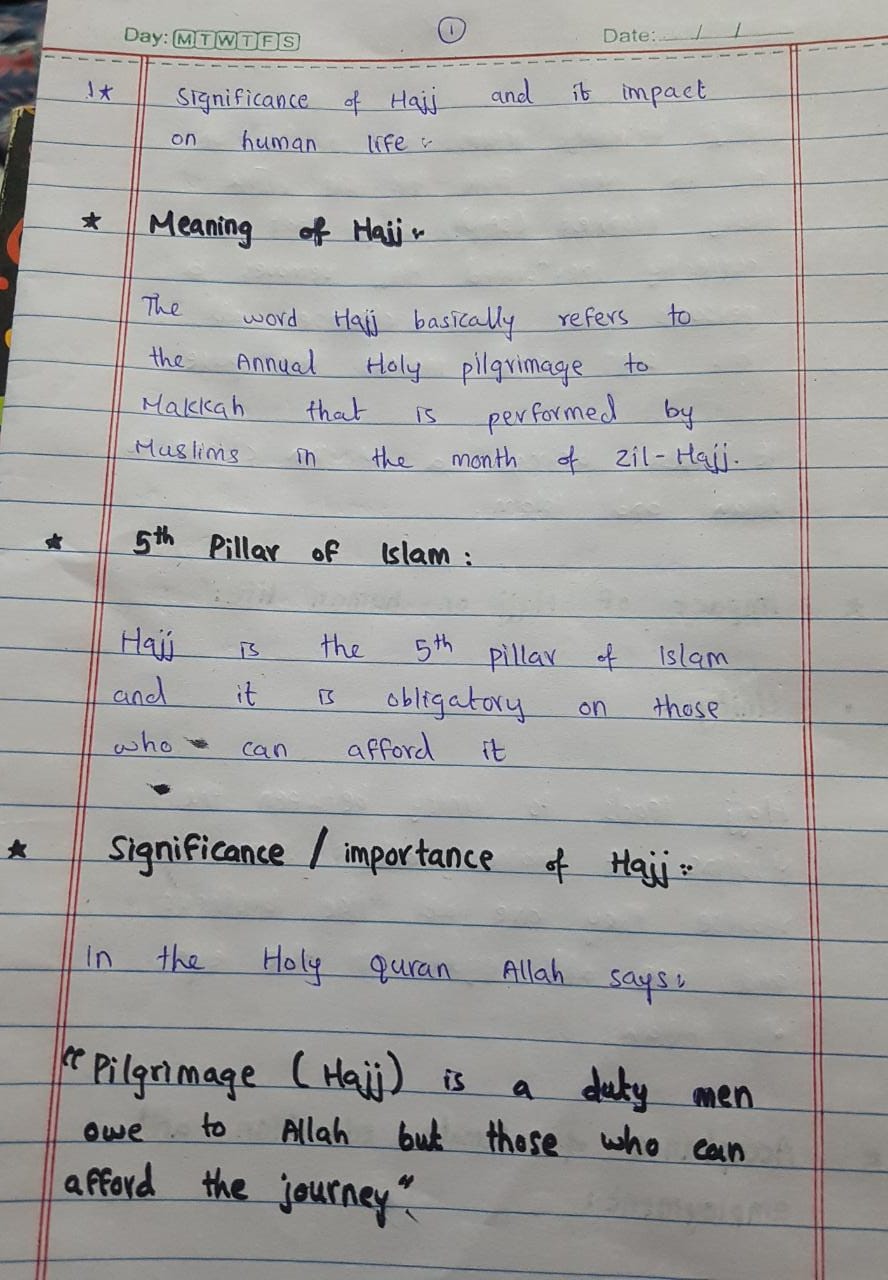 Day: M T W T F S
1
Date: / /
1* Significance of Hajj and it impact
on human life :
* Meaning of Hajj :
The word Hajj basically refers to
the Annual Holy pilgrimage to
Makkah that is performed by
Muslims in the month of Zil-Hajj.
* 5th Pillar of Islam :
Hajj is the 5th pillar of Islam
and it is obligatory on those
who can afford it
* Significance / importance of Hajj :
In the Holy quran Allah says :
"Pilgrimage (Hajj) is a duty men
owe to Allah but those who can
afford the journey"